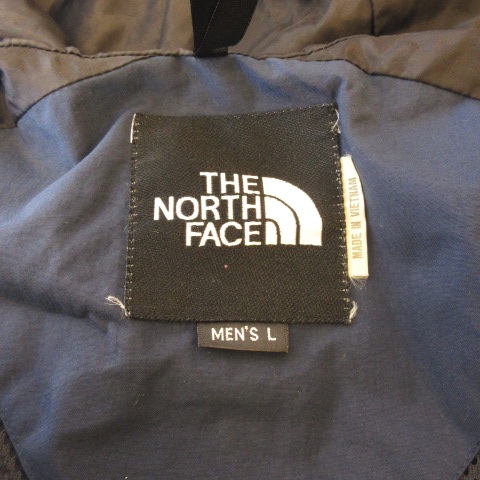 THE
NORTH
FACE
MADE IN VIETNAM
MEN'S L